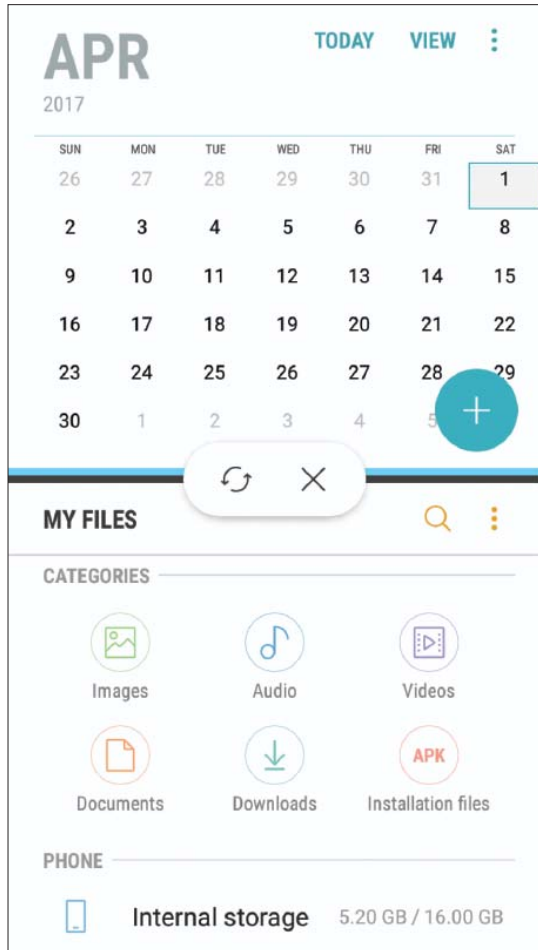 APR
TODAY VIEW
2017
SUN MON TUE WED THU FRI SAT
26 27 28 29 30 31 1
2 3 4 5 6 7 8
9 10 11 12 13 14 15
16 17 18 19 20 21 22
23 24 25 26 27 28 29
30 1 2 3 4 5
MY FILES
CATEGORIES
Images Audio Videos
APK
Documents Downloads Installation files
PHONE
Internal storage 5.20 GB / 16.00 GB